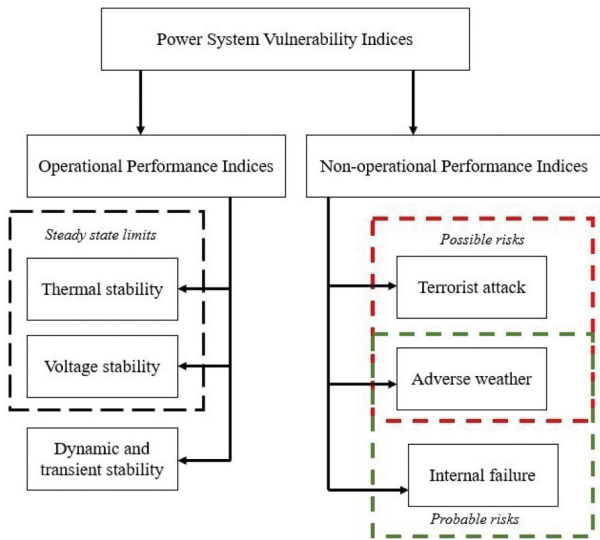 Power System Vulnerability Indices
Operational Performance Indices
Non-operational Performance Indices
Steady state limits
Thermal stability
Voltage stability
Dynamic and
transient stability
Possible risks
Terrorist attack
Adverse weather
Internal failure
Probable risks